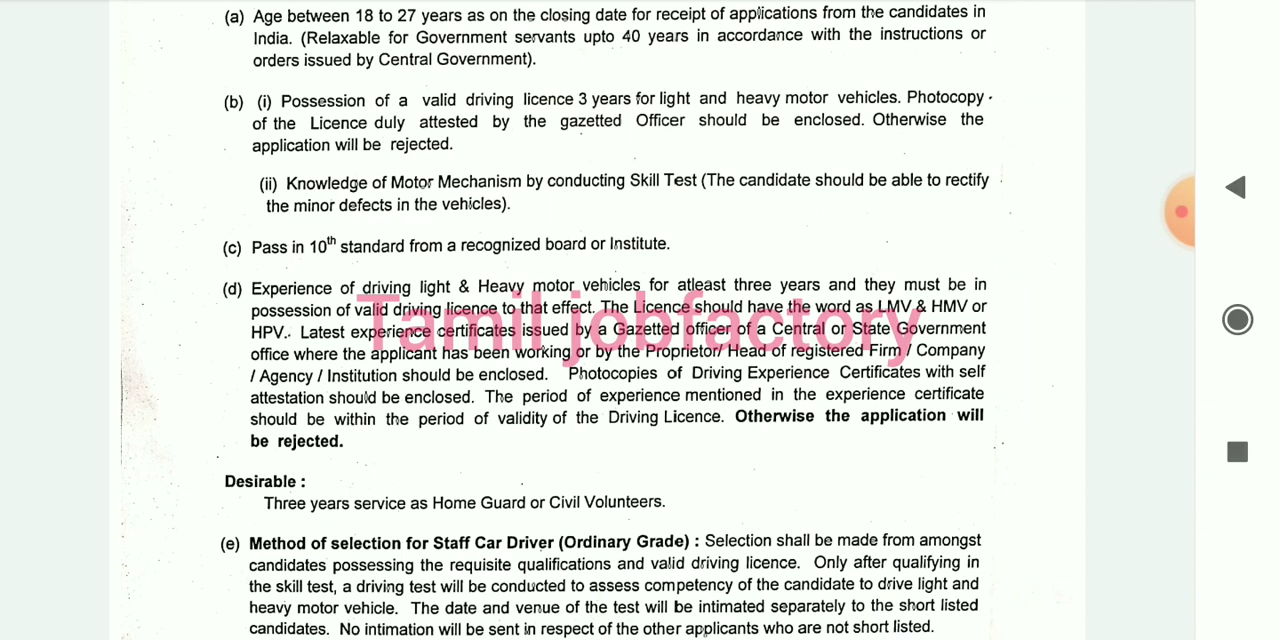 (a) Age between 18 to 27 years as on the closing date for receipt of applications from the candidates in
India. (Relaxable for Government servants upto 40 years in accordance with the instructions or
orders issued by Central Government).
(b) (i) Possession of a valid driving licence 3 years for light and heavy motor vehicles. Photocopy
of the Licence duly attested by the gazetted Officer should be enclosed. Otherwise the
application will be rejected.
(ii) Knowledge of Motor Mechanism by conducting Skill Test (The candidate should be able to rectify
the minor defects in the vehicles).
(c) Pass in 10th standard from a recognized board or Institute.
(d) Experience of driving light & Heavy motor vehicles for atleast three years and they must be in
possession of valid driving licence to that effect. The Licence should have the word as LMV & HMV or
HPV.. Latest experience certificates issued by a Gazetted officer of a Central or State Government
office where the applicant has been working or by the Proprietor/ Head of registered Firm / Company
/ Agency / Institution should be enclosed. Photocopies of Driving Experience Certificates with self
attestation should be enclosed. The period of experience mentioned in the experience certificate
should be within the period of validity of the Driving Licence. Otherwise the application will
be rejected.
Tamil jobfactory
Desirable :
Three years service as Home Guard or Civil Volunteers.
(e) Method of selection for Staff Car Driver (Ordinary Grade) : Selection shall be made from amongst
candidates possessing the requisite qualifications and valid driving licence. Only after qualifying in
the skill test, a driving test will be conducted to assess competency of the candidate to drive light and
heavy motor vehicle. The date and venue of the test will be intimated separately to the short listed
candidates. No intimation will be sent in respect of the other applicants who are not short listed.